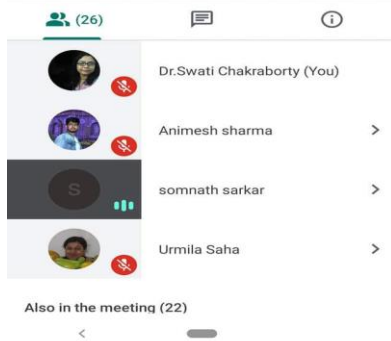 (26)
Dr.Swati Chakraborty (You)
Animesh sharma
S
somnath sarkar
Urmila Saha
Also in the meeting (22)